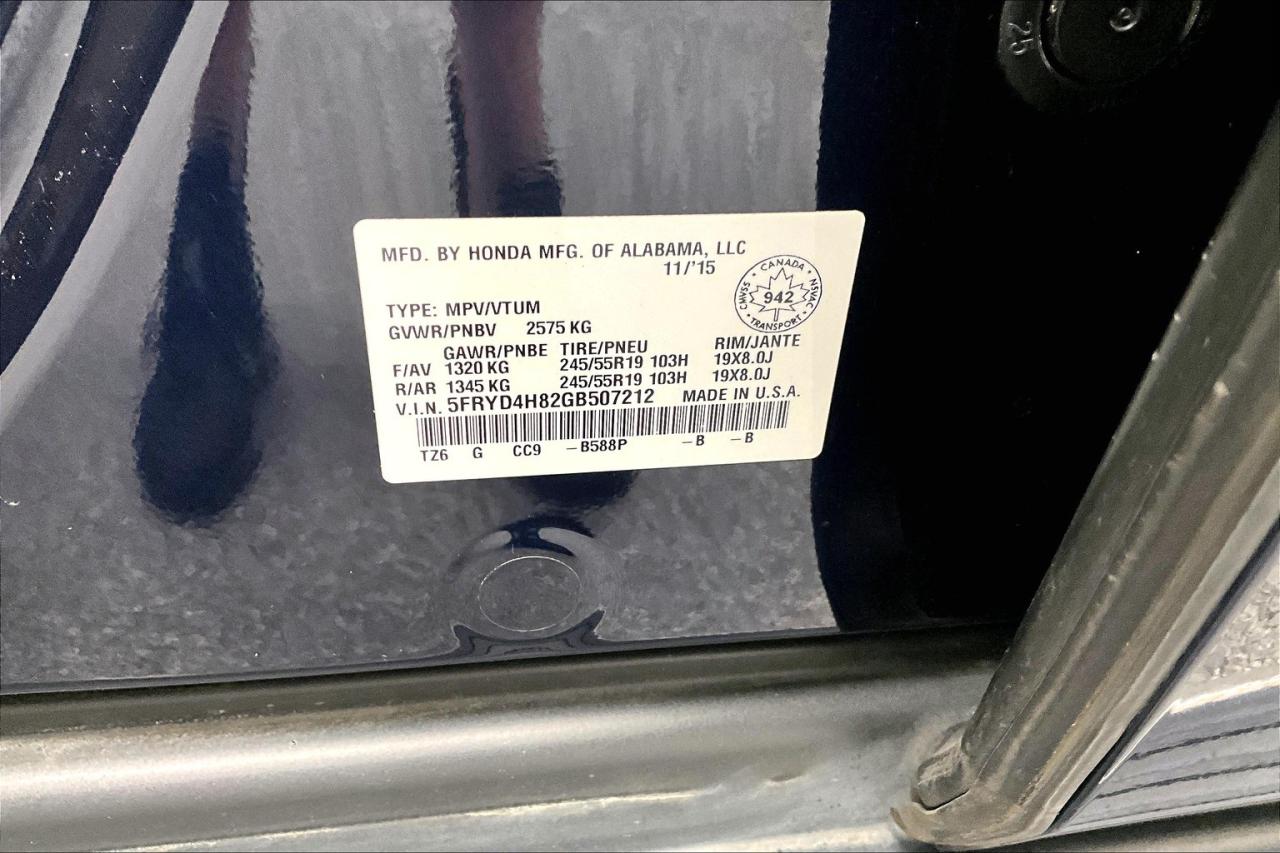 MFD. BY HONDA MFG. OF ALABAMA, LLC
11/'15
CANADA
CMVSS 942 NSVAC
TRANSPORT
TYPE: MPV/VTUM
GVWR/PNBV 2575 KG
GAWR/PNBE TIRE/PNEU RIM/JANTE
F/AV 1320 KG 245/55R19 103H 19X8.0J
R/AR 1345 KG 245/55R19 103H 19X8.0J
V.I.N. 5FRYD4H82GB507212 MADE IN U.S.A.
TZ6 G CC9 –B588P –B –B
25